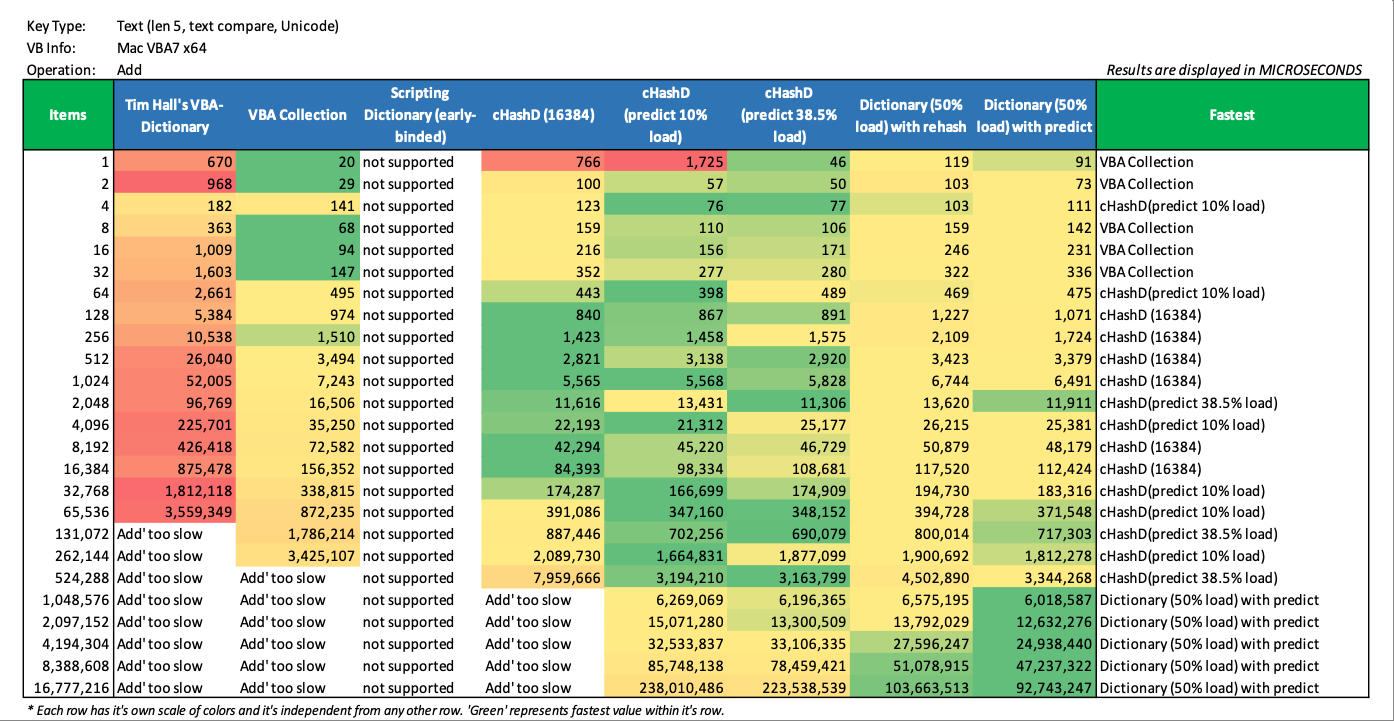 Key Type: Text (len 5, text compare, Unicode)
VB Info: Mac VBA7 x64
Operation: Add
Results are displayed in MICROSECONDS
Items Tim Hall's VBA-Dictionary VBA Collection Scripting Dictionary (early-binded) cHashD (16384) cHashD (predict 10% load) cHashD (predict 38.5% load) Dictionary (50% load) with rehash Dictionary (50% load) with predict Fastest
1 670 20 not supported 766 1,725 46 119 91 VBA Collection
2 968 29 not supported 100 57 50 103 73 VBA Collection
4 182 141 not supported 123 76 77 103 111 cHashD(predict 10% load)
8 363 68 not supported 159 110 106 159 142 VBA Collection
16 1,009 94 not supported 216 156 171 246 231 VBA Collection
32 1,603 147 not supported 352 277 280 322 336 VBA Collection
64 2,661 495 not supported 443 398 489 469 475 cHashD(predict 10% load)
128 5,384 974 not supported 840 867 891 1,227 1,071 cHashD (16384)
256 10,538 1,510 not supported 1,423 1,458 1,575 2,109 1,724 cHashD (16384)
512 26,040 3,494 not supported 2,821 3,138 2,920 3,423 3,379 cHashD (16384)
1,024 52,005 7,243 not supported 5,565 5,568 5,828 6,744 6,491 cHashD (16384)
2,048 96,769 16,506 not supported 11,616 13,431 11,306 13,620 11,911 cHashD(predict 38.5% load)
4,096 225,701 35,250 not supported 22,193 21,312 25,177 26,215 25,381 cHashD(predict 10% load)
8,192 426,418 72,582 not supported 42,294 45,220 46,729 50,879 48,179 cHashD (16384)
16,384 875,478 156,352 not supported 84,393 98,334 108,681 117,520 112,424 cHashD (16384)
32,768 1,812,118 338,815 not supported 174,287 166,699 174,909 194,730 183,316 cHashD(predict 10% load)
65,536 3,559,349 872,235 not supported 391,086 347,160 348,152 394,728 371,548 cHashD(predict 10% load)
131,072 Add' too slow 1,786,214 not supported 887,446 702,256 690,079 800,014 717,303 cHashD(predict 38.5% load)
262,144 Add' too slow 3,425,107 not supported 2,089,730 1,664,831 1,877,099 1,900,692 1,812,278 cHashD(predict 10% load)
524,288 Add' too slow Add' too slow not supported 7,959,666 3,194,210 3,163,799 4,502,890 3,344,268 cHashD(predict 38.5% load)
1,048,576 Add' too slow Add' too slow not supported Add' too slow 6,269,069 6,196,365 6,575,195 6,018,587 Dictionary (50% load) with predict
2,097,152 Add' too slow Add' too slow not supported Add' too slow 15,071,280 13,300,509 13,792,029 12,632,276 Dictionary (50% load) with predict
4,194,304 Add' too slow Add' too slow not supported Add' too slow 32,533,837 33,106,335 27,596,247 24,938,440 Dictionary (50% load) with predict
8,388,608 Add' too slow Add' too slow not supported Add' too slow 85,748,138 78,459,421 51,078,915 47,237,322 Dictionary (50% load) with predict
16,777,216 Add' too slow Add' too slow not supported Add' too slow 238,010,486 223,538,539 103,663,513 92,743,247 Dictionary (50% load) with predict
* Each row has it's own scale of colors and it's independent from any other row. 'Green' represents fastest value within it's row.